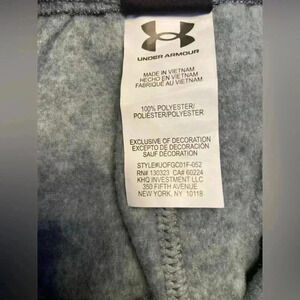 UNDER ARMOUR
MADE IN VIETNAM
HECHO EN VIETNAM
FABRIQUÉ AU VIETNAM
100% POLYESTER/
POLIÉSTER/POLYESTER
EXCLUSIVE OF DECORATION
EXCEPTO DE DECORACIÓN
SAUF DÉCORATION
STYLE#UOFGC01F-052
RN# 130323 CA# 60224
KHQ INVESTMENT LLC
350 FIFTH AVENUE
NEW YORK, NY
10118